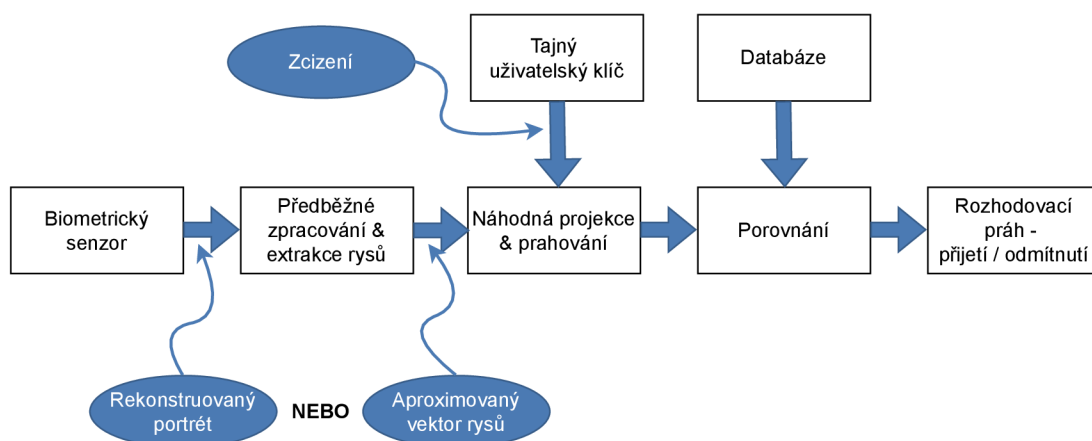 Zcizení
Tajný
uživatelský klíč
Databáze
Biometrický
senzor
Předběžné
zpracování &
extrakce rysů
Náhodná projekce
& prahování
Porovnání
Rozhodovací
práh -
přijetí / odmítnutí
Rekonstruovaný
portrét
NEBO
Aproximovaný
vektor rysů